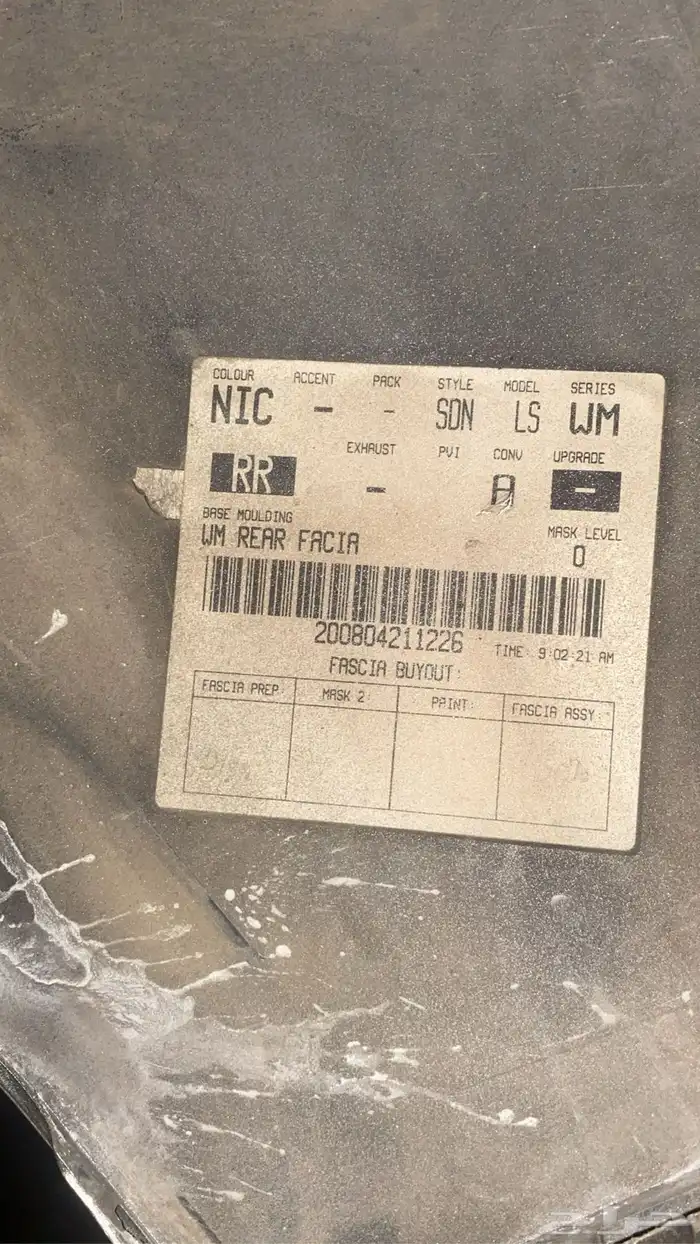 COLOUR ACCENT PACK STYLE MODEL SERIES
NIC - - SDN LS WM
EXHAUST PVI CONV UPGRADE
RR - -
BASE MOULDING MASK LEVEL
WM REAR FACIA 0
200804211226 TIME: 9:02:21 AM
FASCIA BUYOUT:
FASCIA PREP: MASK 2: PAINT: FASCIA ASSY:
حراج